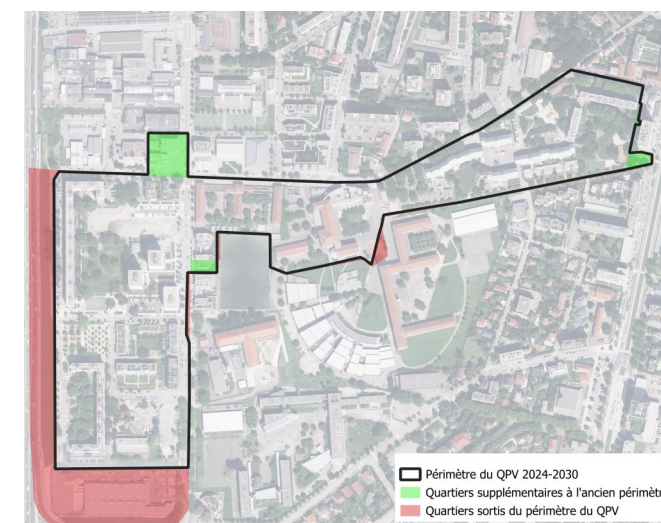 Périmètre du QPV 2024-2030
Quartiers supplémentaires à l'ancien périmètr
Quartiers sortis du périmètre du QPV